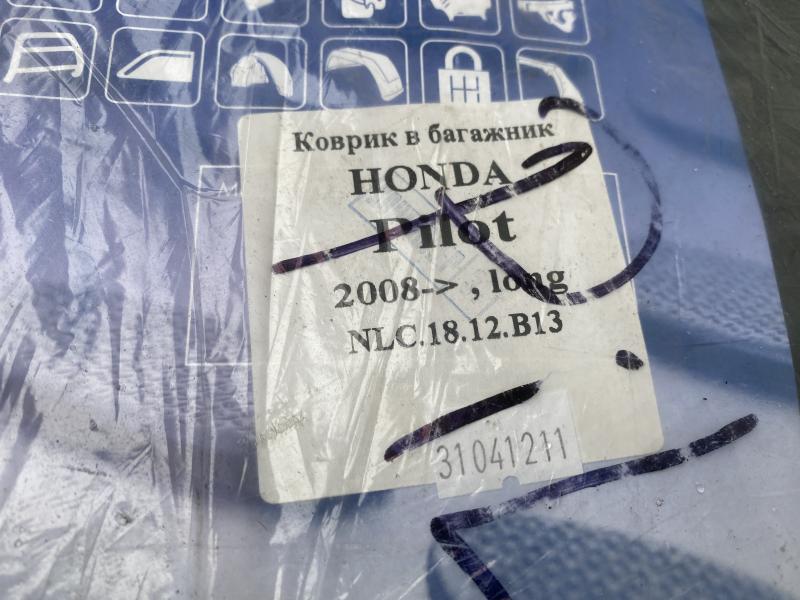 Коврик в багажник
HONDA
Pilot
2008-> , long
NLC.18.12.B13
31041211